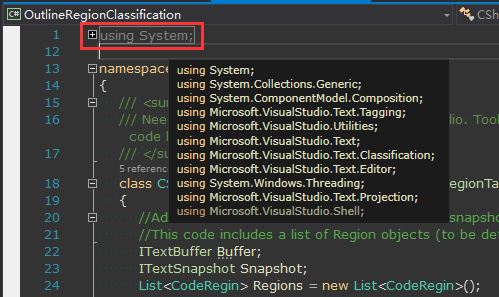 C# OutlineRegionClassification CSh
1 using System;
12
13 namespace
using System;
using System.Collections.Generic;
using System.ComponentModel.Composition;
using Microsoft.VisualStudio.Text.Tagging;
using Microsoft.VisualStudio.Utilities;
using Microsoft.VisualStudio.Text;
using Microsoft.VisualStudio.Text.Classification;
using Microsoft.VisualStudio.Text.Editor;
using System.Windows.Threading;
using Microsoft.VisualStudio.Text.Projection;
using Microsoft.VisualStudio.Shell;
14 {
15 /// <su
16 /// Nee dio. Tool
code l
17 /// </su
5 reference
18 class CS egionTa
19 {
20 //Ad snapshot
21 //This code includes a list of Region objects (to be de
22 ITextBuffer Buffer;
23 ITextSnapshot Snapshot;
24 List<CodeRegin> Regions = new List<CodeRegin>();